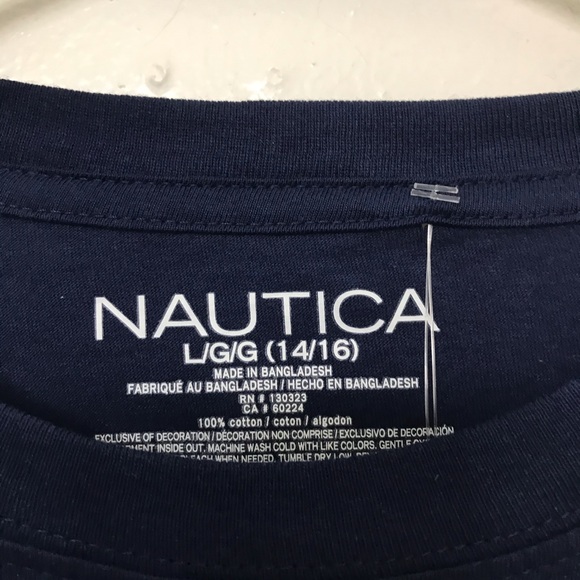 NAUTICA
L/G/G (14/16)
MADE IN BANGLADESH
FABRIQUÉ AU BANGLADESH / HECHO EN BANGLADESH
RN # 130323
CA # 60224
100% cotton / coton / algodon
EXCLUSIVE OF DECORATION / DÉCORATION NON COMPRISE / EXCLUSIVO DE DECORACIÓN
INSIDE OUT. MACHINE WASH COLD WITH LIKE COLORS. GENTLE
WHEN NEEDED. TUMBLE DRY LOW.